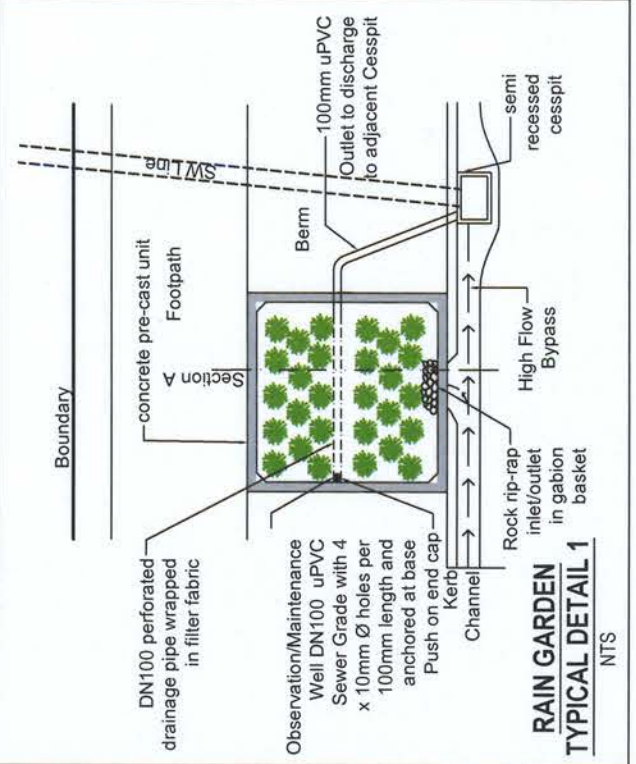 Boundary
concrete pre-cast unit
Footpath
SW Line
DN100 perforated
drainage pipe wrapped
in filter fabric
Section A
Berm
100mm uPVC
Outlet to discharge
to adjacent Cesspit
Observation/Maintenance
Well DN100 uPVC
Sewer Grade with 4
x 10mm Ø holes per
100mm length and
anchored at base
Push on end cap
Kerb
Channel
Rock rip-rap
inlet/outlet
in gabion
basket
High Flow
Bypass
semi
recessed
cesspit
RAIN GARDEN
TYPICAL DETAIL 1
NTS